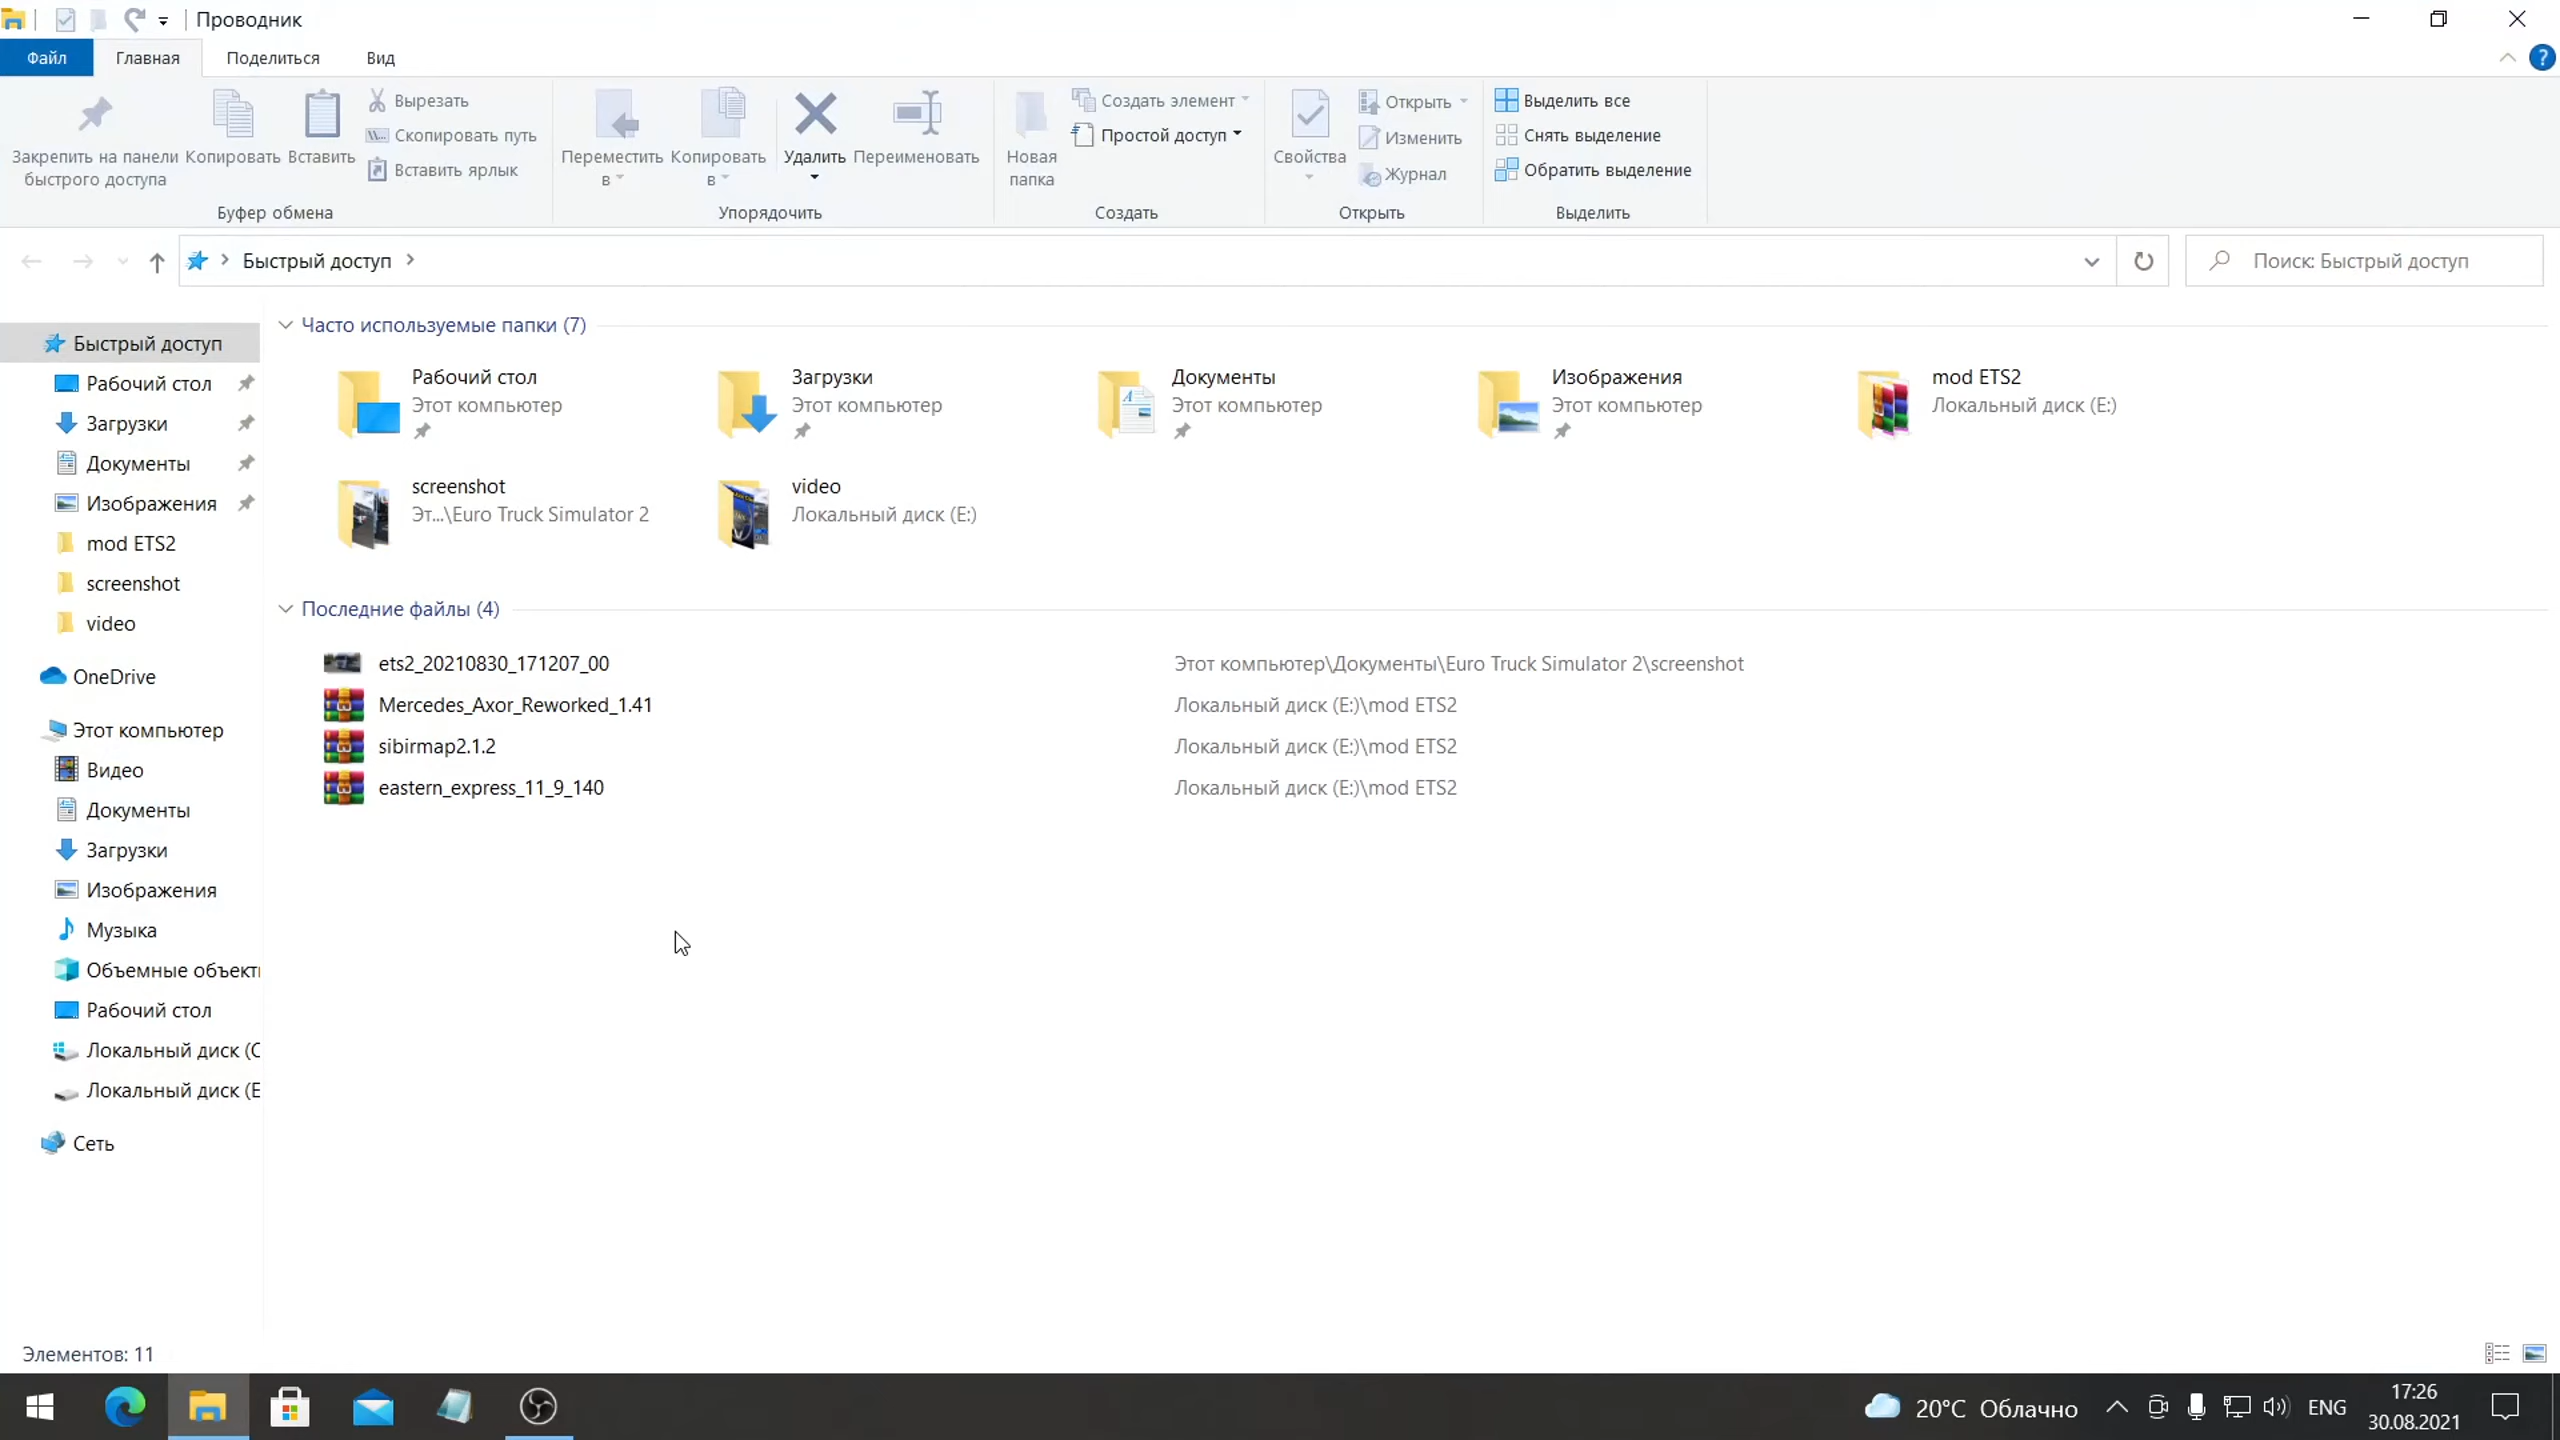 Проводник
Файл
Главная
Поделиться
Вид
Закрепить на панели
быстрого доступа
Копировать
Вставить
Вырезать
Скопировать путь
Вставить ярлык
Буфер обмена
Переместить
в
Копировать
в
Удалить
Переименовать
Упорядочить
Новая
папка
Создать элемент
Простой доступ
Создать
Свойства
Открыть
Изменить
Журнал
Открыть
Выделить все
Снять выделение
Обратить выделение
Выделить
Быстрый доступ
Поиск: Быстрый доступ
Быстрый доступ
Рабочий стол
Загрузки
Документы
Изображения
mod ETS2
screenshot
video
OneDrive
Этот компьютер
Видео
Документы
Загрузки
Изображения
Музыка
Объемные объект
Рабочий стол
Локальный диск (C
Локальный диск (E
Сеть
Часто используемые папки (7)
Рабочий стол
Этот компьютер
Загрузки
Этот компьютер
Документы
Этот компьютер
Изображения
Этот компьютер
mod ETS2
Локальный диск (E:)
screenshot
Эт...\Euro Truck Simulator 2
video
Локальный диск (E:)
Последние файлы (4)
ets2_20210830_171207_00 Этот компьютер\Документы\Euro Truck Simulator 2\screenshot
Mercedes_Axor_Reworked_1.41 Локальный диск (E:)\mod ETS2
sibirmap2.1.2 Локальный диск (E:)\mod ETS2
eastern_express_11_9_140 Локальный диск (E:)\mod ETS2
Элементов: 11
20°C Облачно
ENG
17:26
30.08.2021